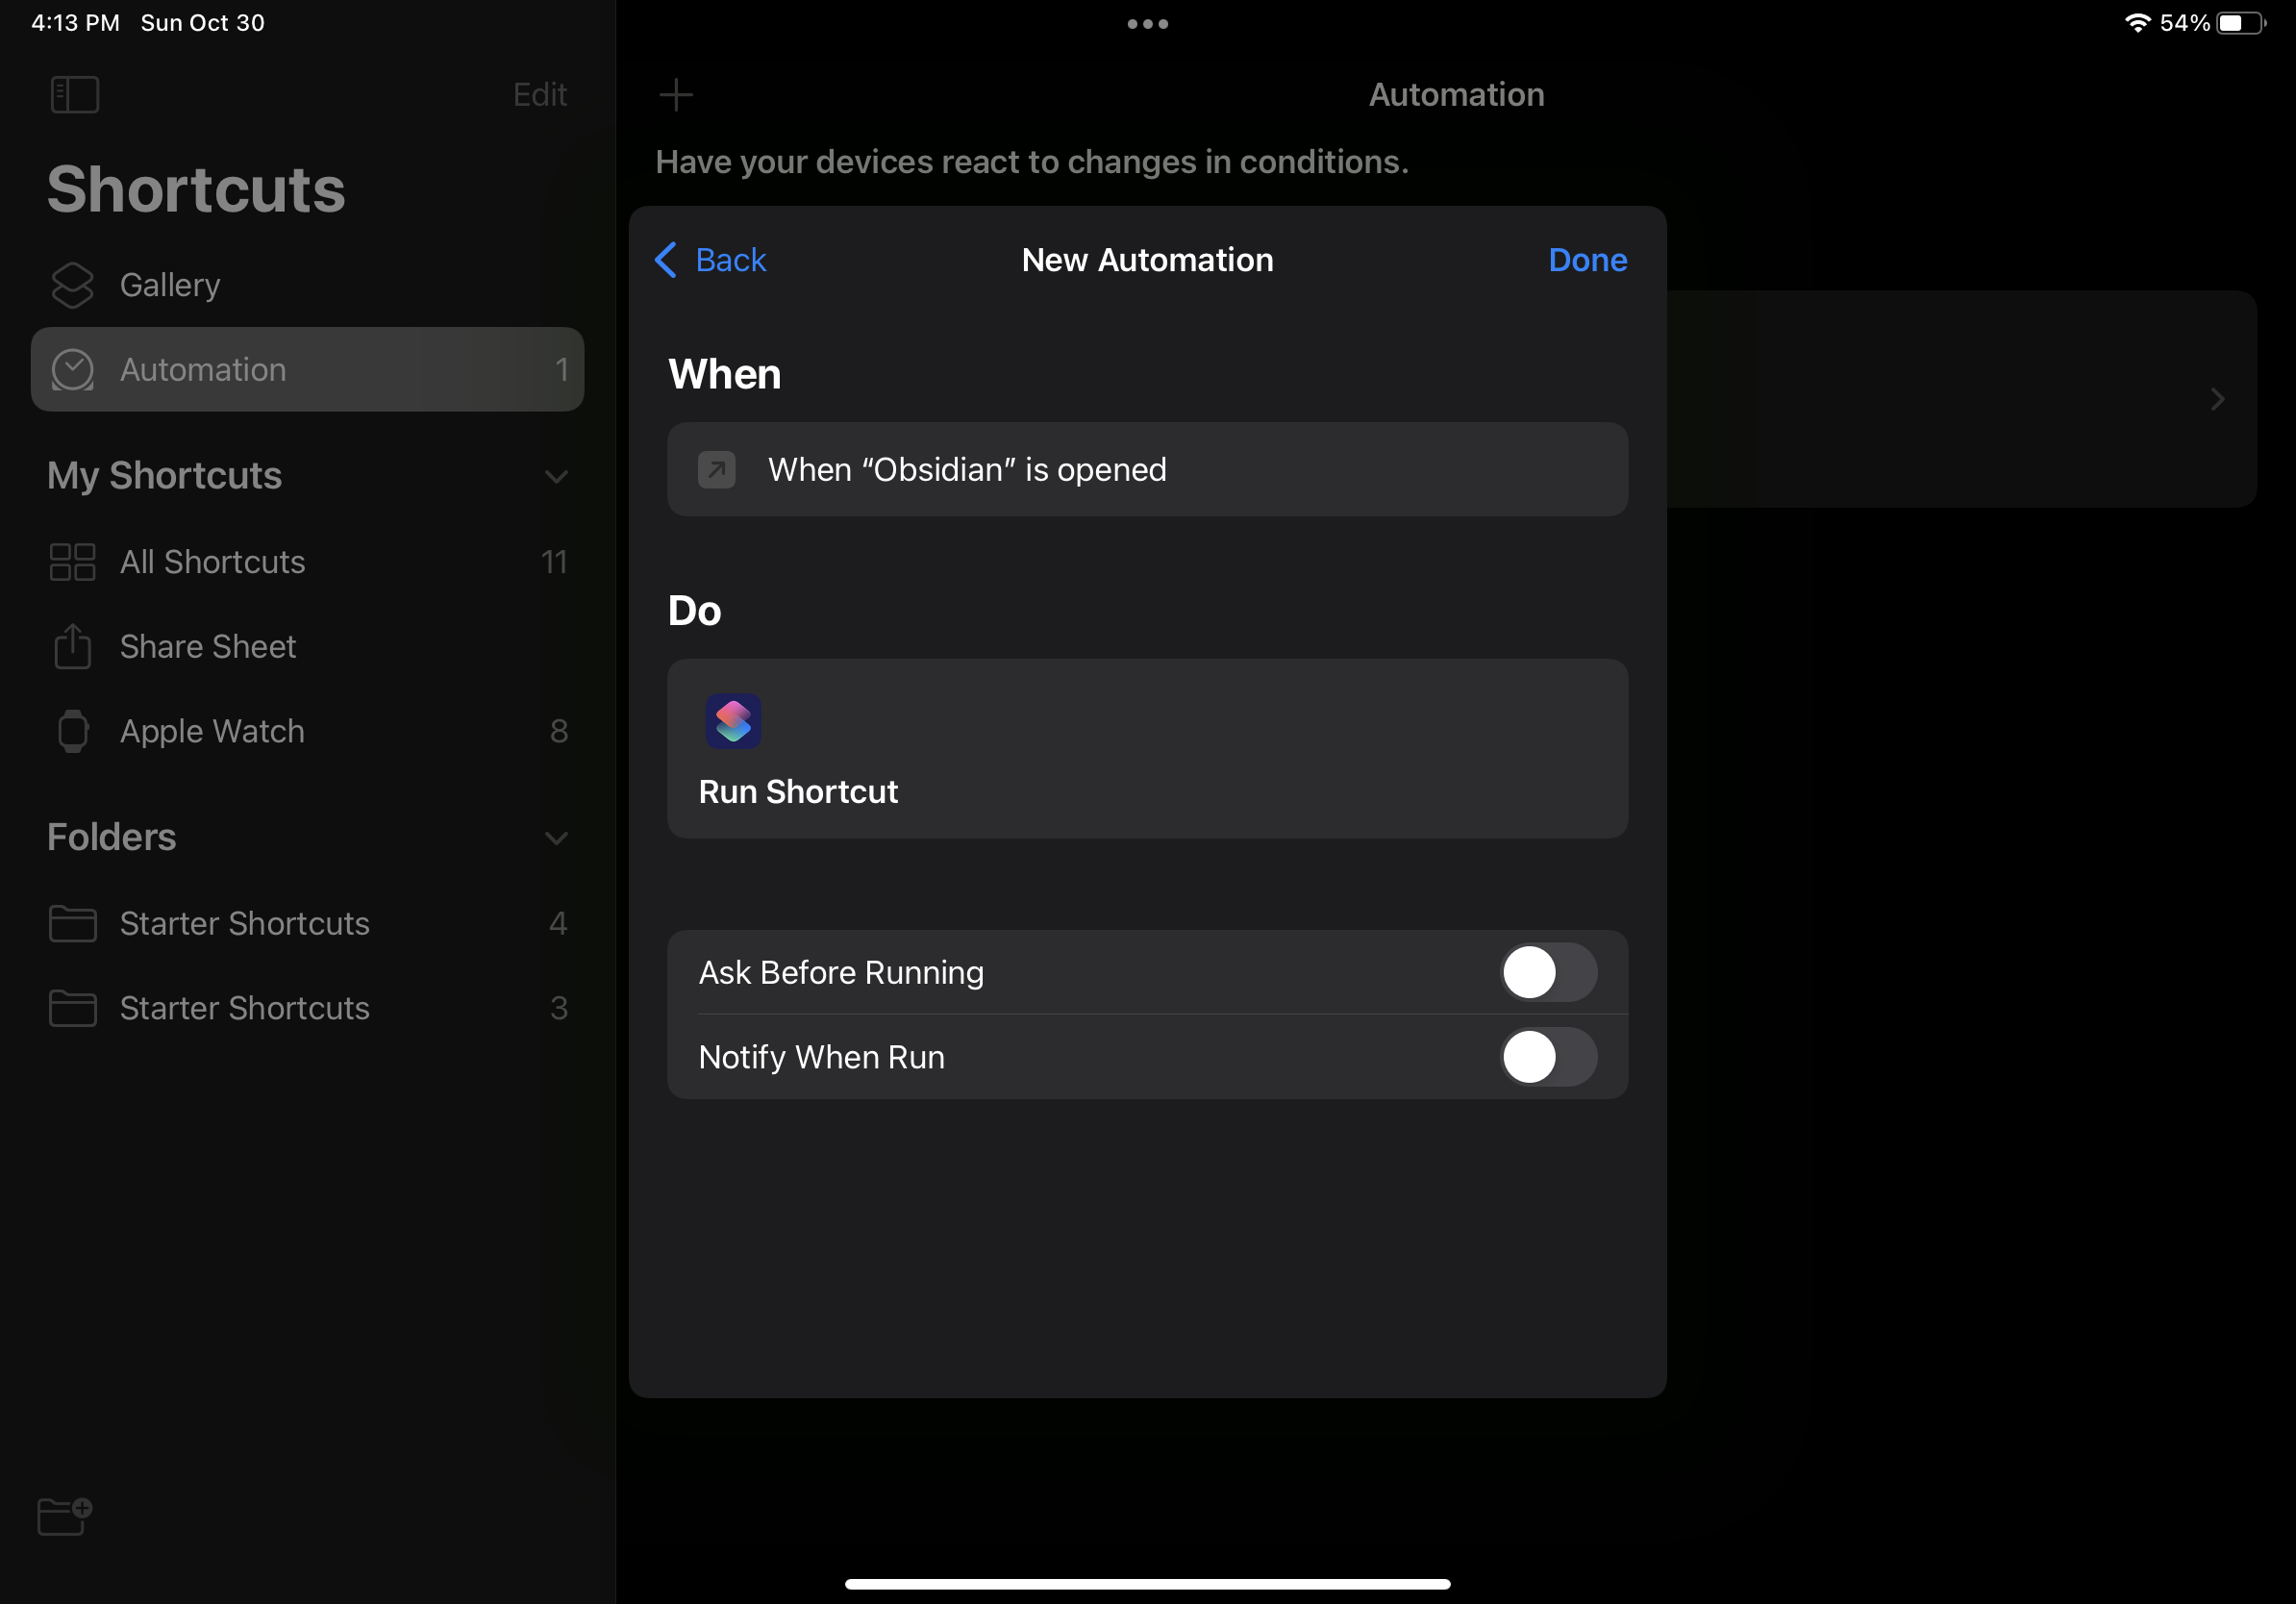 4:13 PM Sun Oct 30
54%
Edit
Shortcuts
Gallery
Automation 1
My Shortcuts
All Shortcuts 11
Share Sheet
Apple Watch 8
Folders
Starter Shortcuts 4
Starter Shortcuts 3
Automation
Have your devices react to changes in conditions.
Back New Automation Done
When
When “Obsidian” is opened
Do
Run Shortcut
Ask Before Running
Notify When Run